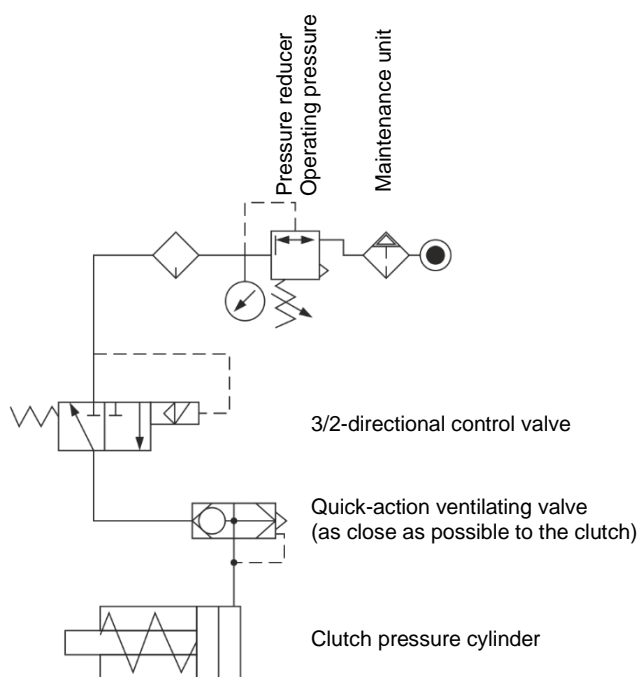 Pressure reducer
Operating pressure
Maintenance unit
3/2-directional control valve
Quick-action ventilating valve
(as close as possible to the clutch)
Clutch pressure cylinder